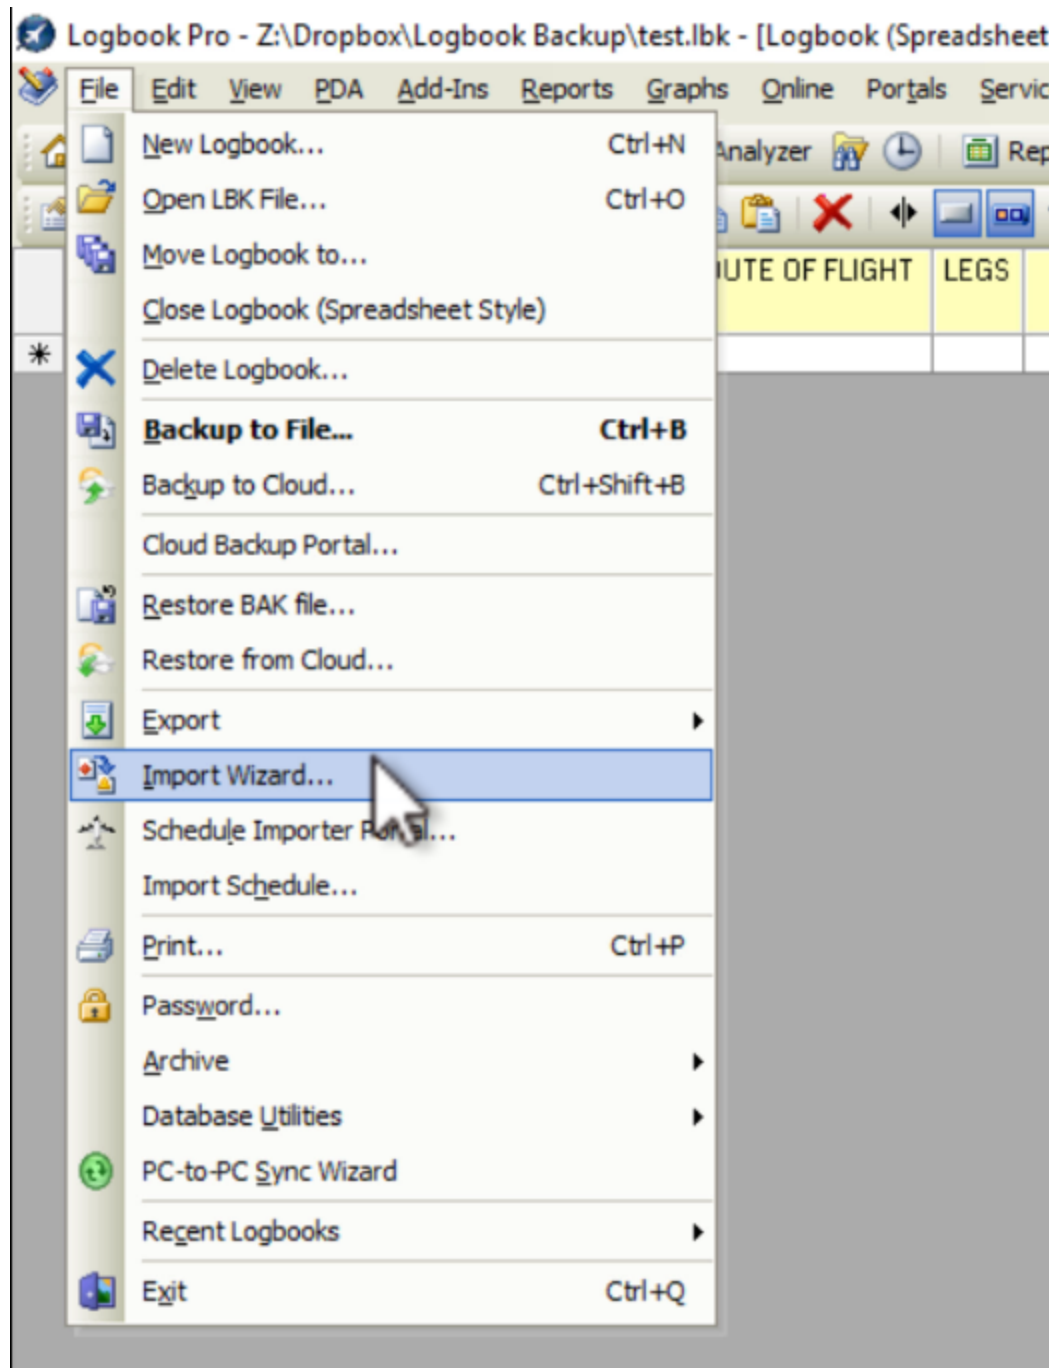 Logbook Pro - Z:\Dropbox\Logbook Backup\test.lbk - [Logbook (Spreadsheet
File Edit View PDA Add-Ins Reports Graphs Online Portals Servic
New Logbook... Ctrl+N
Analyzer Rep
Open LBK File... Ctrl+O
Move Logbook to...
UTE OF FLIGHT LEGS
Close Logbook (Spreadsheet Style)
Delete Logbook...
Backup to File... Ctrl+B
Backup to Cloud... Ctrl+Shift+B
Cloud Backup Portal...
Restore BAK file...
Restore from Cloud...
Export
Import Wizard...
Schedule Importer Portal...
Import Schedule...
Print... Ctrl+P
Password...
Archive
Database Utilities
PC-to-PC Sync Wizard
Recent Logbooks
Exit Ctrl+Q